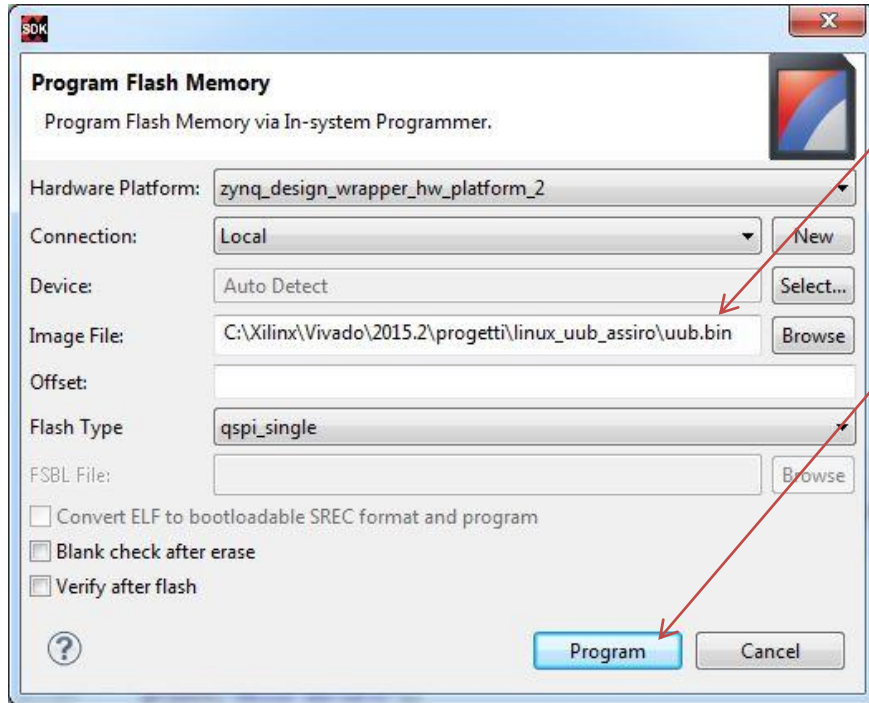 SDK
Program Flash Memory
Program Flash Memory via In-system Programmer.
Hardware Platform: zynq_design_wrapper_hw_platform_2
Connection: Local New
Device: Auto Detect Select...
Image File: C:\Xilinx\Vivado\2015.2\progetti\linux_uub_assiro\uub.bin Browse
Offset:
Flash Type qspi_single
FSBL File: Browse
Convert ELF to bootloadable SREC format and program
Blank check after erase
Verify after flash
? Program Cancel